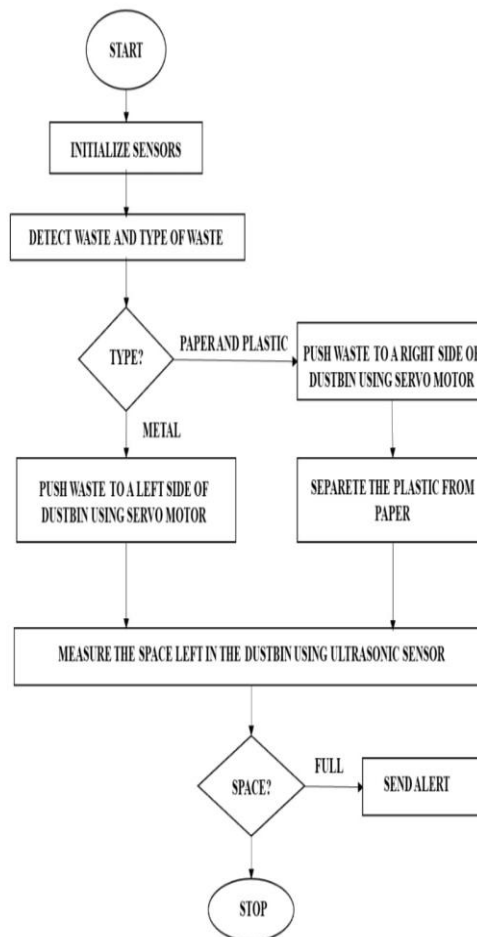 START
INITIALIZE SENSORS
DETECT WASTE AND TYPE OF WASTE
TYPE?
PAPER AND PLASTIC
PUSH WASTE TO A RIGHT SIDE OF
DUSTBIN USING SERVO MOTOR
METAL
PUSH WASTE TO A LEFT SIDE OF
DUSTBIN USING SERVO MOTOR
SEPARETE THE PLASTIC FROM
PAPER
MEASURE THE SPACE LEFT IN THE DUSTBIN USING ULTRASONIC SENSOR
SPACE?
FULL
SEND ALERT
STOP